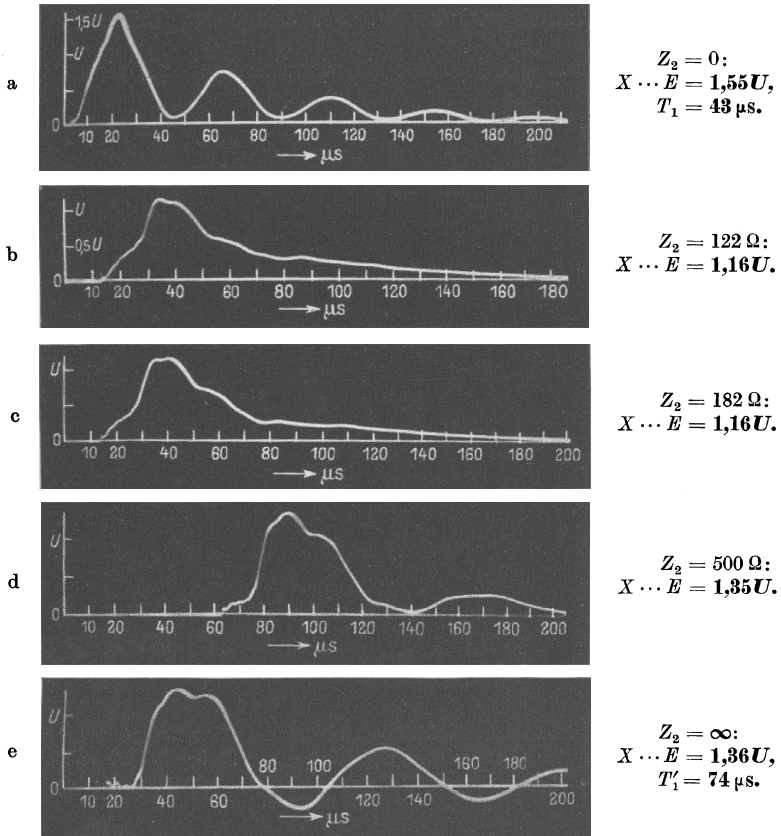 a
1,5U
U
0
10 20 40 60 80 100 120 140 160 180 200
μs
Z₂ = 0:
X ··· E = 1,55U,
T₁ = 43 μs.
b
U
0,5U
0
10 20 40 60 80 100 120 140 160 180
μs
Z₂ = 122 Ω:
X ··· E = 1,16U.
c
U
0
10 20 40 60 80 100 120 140 160 180 200
μs
Z₂ = 182 Ω:
X ··· E = 1,16U.
d
U
0
10 20 40 60 80 100 120 140 160 180 200
μs
Z₂ = 500 Ω:
X ··· E = 1,35U.
e
U
80 100 160 180
0
10 20 40 60 120 140 200
μs
Z₂ = ∞:
X ··· E = 1,36U,
T′₁ = 74 μs.